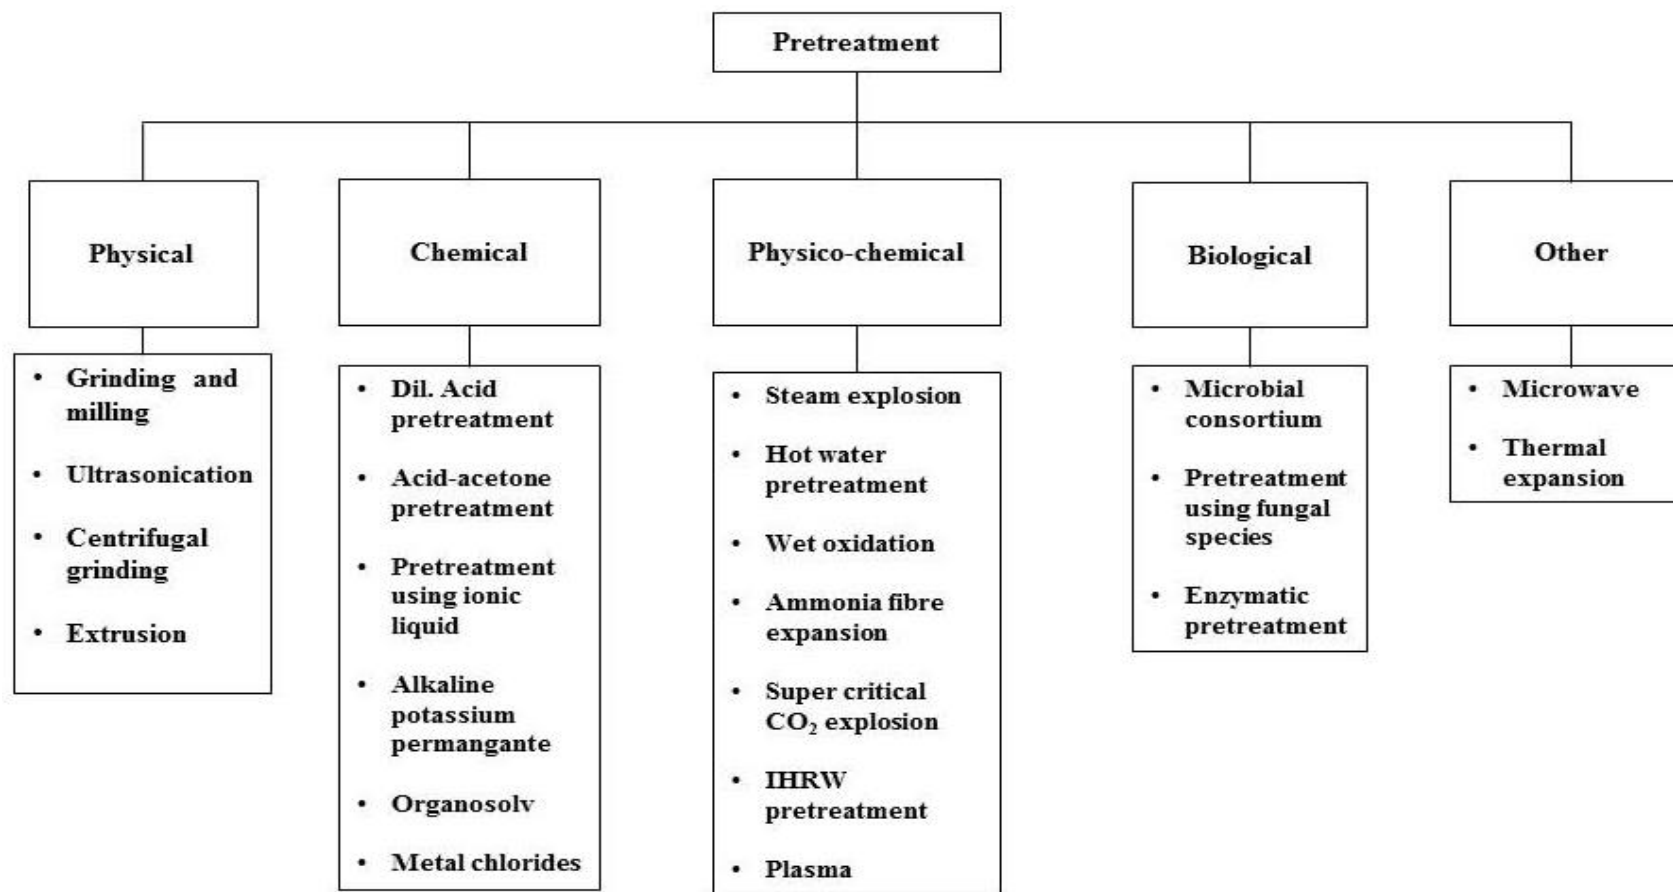 Pretreatment
Physical
Chemical
Physico-chemical
Biological
Other
• Grinding and
milling
• Ultrasonication
• Centrifugal
grinding
• Extrusion
• Dil. Acid
pretreatment
• Acid-acetone
pretreatment
• Pretreatment
using ionic
liquid
• Alkaline
potassium
permangante
• Organosolv
• Metal chlorides
• Steam explosion
• Hot water
pretreatment
• Wet oxidation
• Ammonia fibre
expansion
• Super critical
CO₂ explosion
• IHRW
pretreatment
• Plasma
• Microbial
consortium
• Pretreatment
using fungal
species
• Enzymatic
pretreatment
• Microwave
• Thermal
expansion